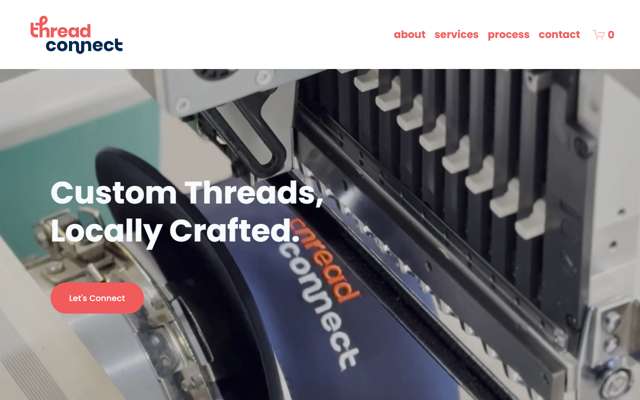 thread
connect
about services process contact 0
Custom Threads,
Locally Crafted.
thread
connect
Let's Connect